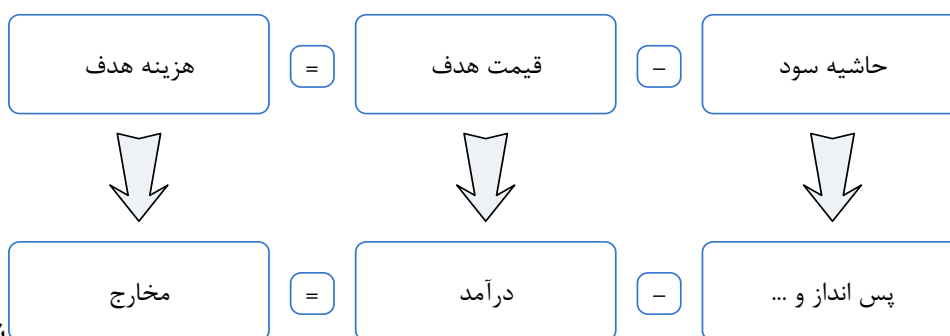 هزینه هدف = قیمت هدف – حاشیه سود
مخارج = درآمد – پس انداز و ...